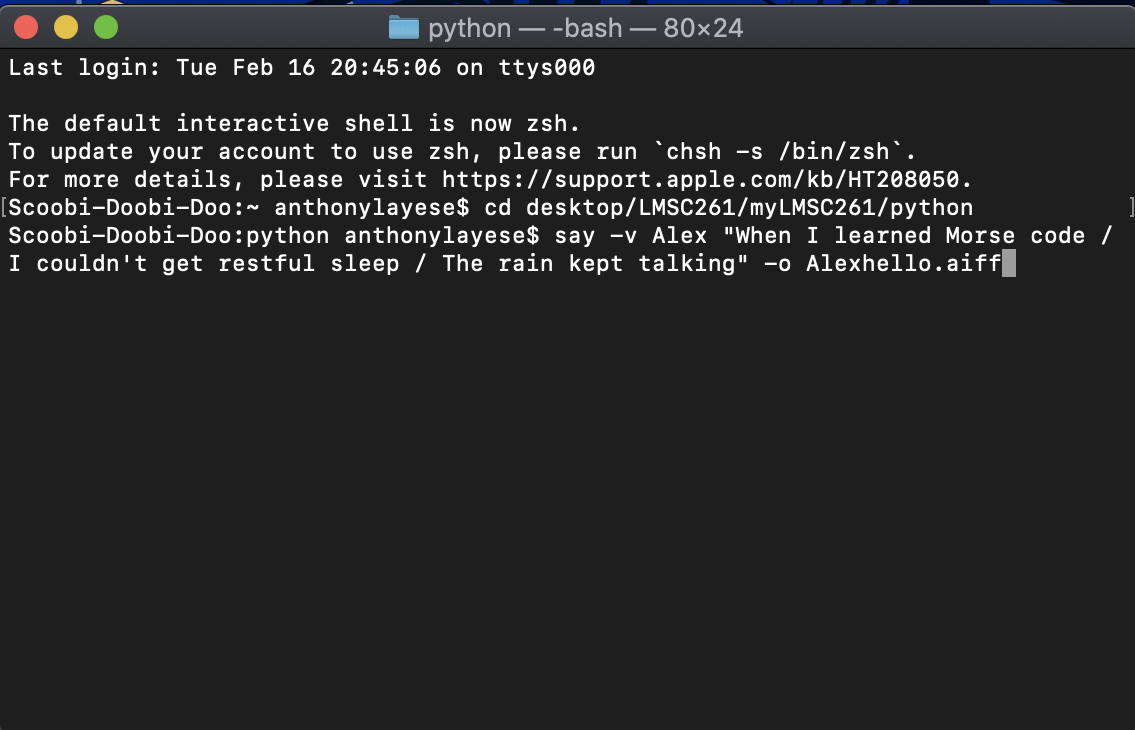 python — -bash — 80×24
Last login: Tue Feb 16 20:45:06 on ttys000
The default interactive shell is now zsh.
To update your account to use zsh, please run `chsh -s /bin/zsh`.
For more details, please visit https://support.apple.com/kb/HT208050.
[Scoobi-Doobi-Doo:~ anthonylayese$ cd desktop/LMSC261/myLMSC261/python ]
Scoobi-Doobi-Doo:python anthonylayese$ say -v Alex "When I learned Morse code /
I couldn't get restful sleep / The rain kept talking" -o Alexhello.aiff